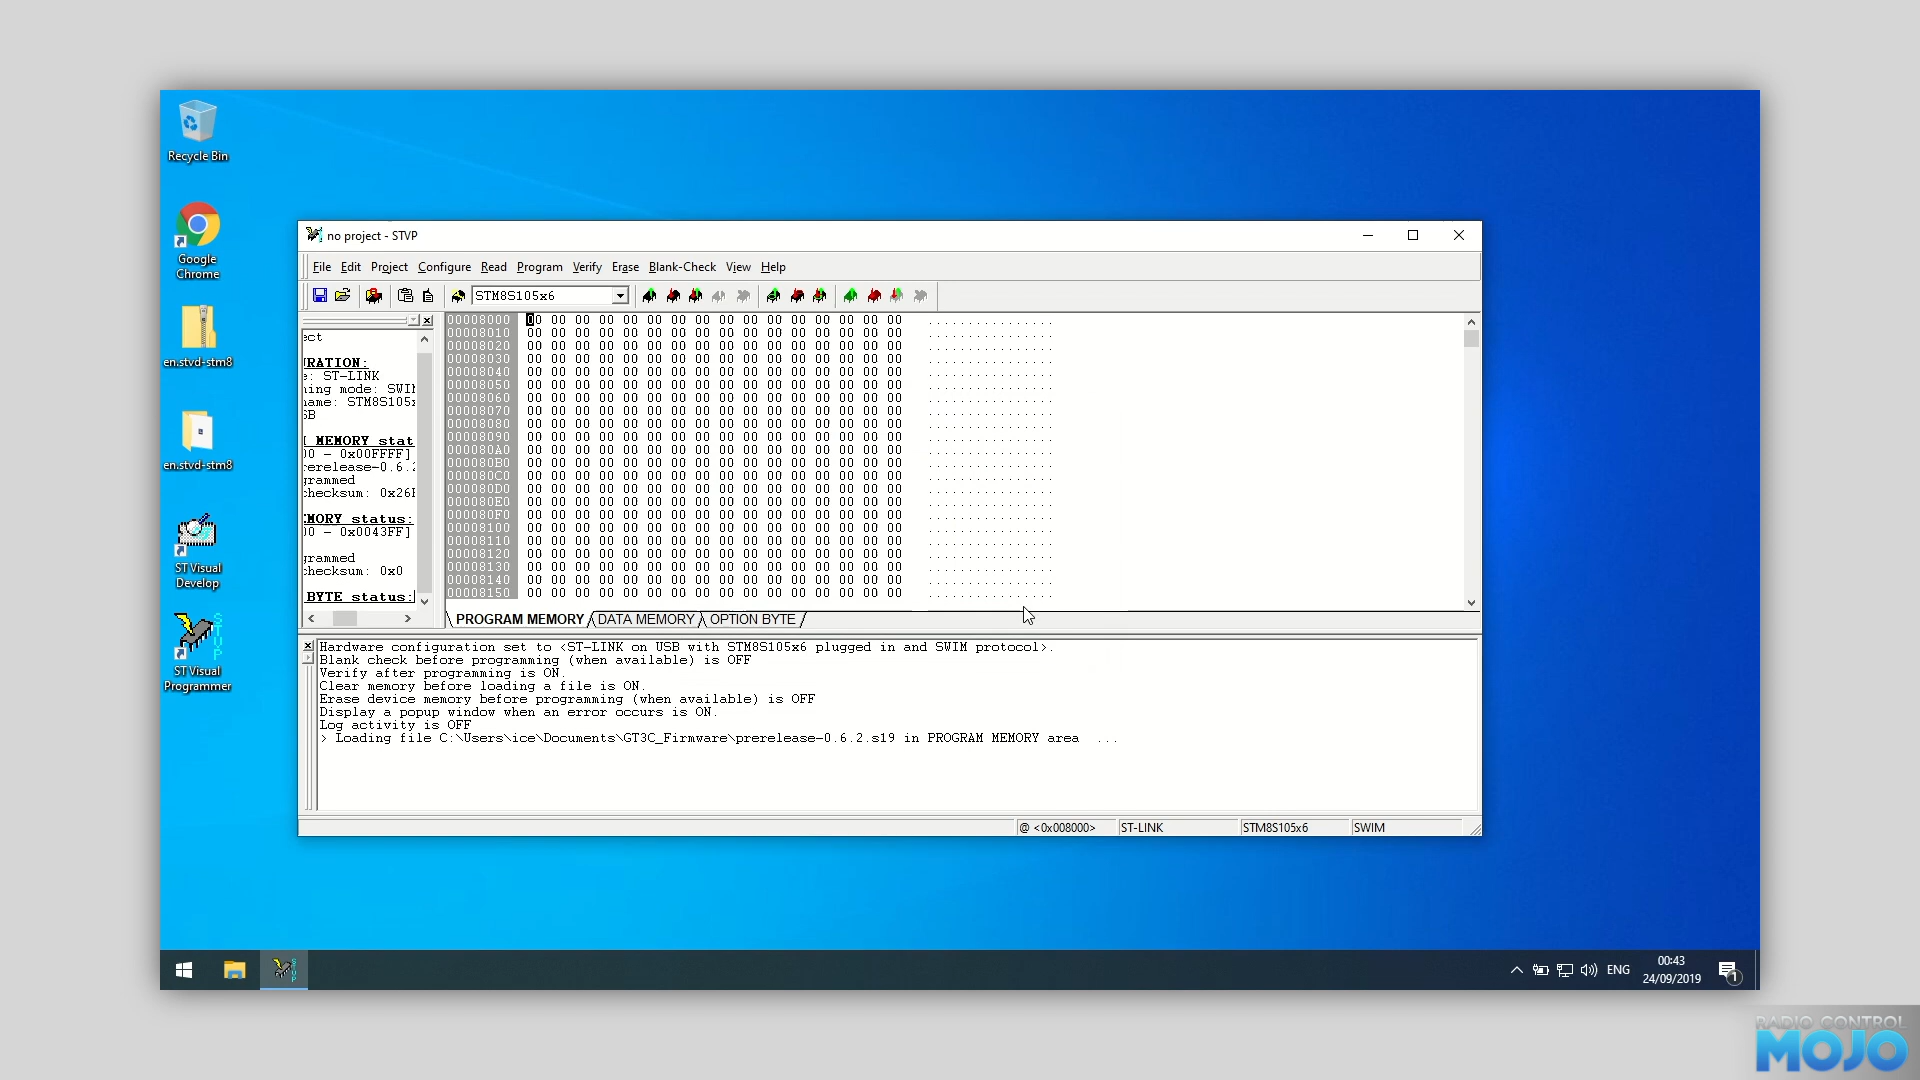 Recycle Bin
Google
Chrome
en.stvd-stm8
en.stvd-stm8
ST Visual
Develop
ST Visual
Programmer
no project - STVP
File Edit Project Configure Read Program Verify Erase Blank-Check View Help
STM8S105x6
ect
RATION:
: ST-LINK
ing mode: SWI
ame: STM8S105
SB
MEMORY stat
00 - 0x00FFFF]
rerelease-0.6.2
grammed
checksum: 0x26
MORY status:
00 - 0x0043FF]
grammed
checksum: 0x0
BYTE status:
00008000 00 00 00 00 00 00 00 00 00 00 00 00 00 00 00 00 ................
00008010 00 00 00 00 00 00 00 00 00 00 00 00 00 00 00 00 ................
00008020 00 00 00 00 00 00 00 00 00 00 00 00 00 00 00 00 ................
00008030 00 00 00 00 00 00 00 00 00 00 00 00 00 00 00 00 ................
00008040 00 00 00 00 00 00 00 00 00 00 00 00 00 00 00 00 ................
00008050 00 00 00 00 00 00 00 00 00 00 00 00 00 00 00 00 ................
00008060 00 00 00 00 00 00 00 00 00 00 00 00 00 00 00 00 ................
00008070 00 00 00 00 00 00 00 00 00 00 00 00 00 00 00 00 ................
00008080 00 00 00 00 00 00 00 00 00 00 00 00 00 00 00 00 ................
00008090 00 00 00 00 00 00 00 00 00 00 00 00 00 00 00 00 ................
000080A0 00 00 00 00 00 00 00 00 00 00 00 00 00 00 00 00 ................
000080B0 00 00 00 00 00 00 00 00 00 00 00 00 00 00 00 00 ................
000080C0 00 00 00 00 00 00 00 00 00 00 00 00 00 00 00 00 ................
000080D0 00 00 00 00 00 00 00 00 00 00 00 00 00 00 00 00 ................
000080E0 00 00 00 00 00 00 00 00 00 00 00 00 00 00 00 00 ................
000080F0 00 00 00 00 00 00 00 00 00 00 00 00 00 00 00 00 ................
00008100 00 00 00 00 00 00 00 00 00 00 00 00 00 00 00 00 ................
00008110 00 00 00 00 00 00 00 00 00 00 00 00 00 00 00 00 ................
00008120 00 00 00 00 00 00 00 00 00 00 00 00 00 00 00 00 ................
00008130 00 00 00 00 00 00 00 00 00 00 00 00 00 00 00 00 ................
00008140 00 00 00 00 00 00 00 00 00 00 00 00 00 00 00 00 ................
00008150 00 00 00 00 00 00 00 00 00 00 00 00 00 00 00 00 ................
PROGRAM MEMORY DATA MEMORY OPTION BYTE
Hardware configuration set to <ST-LINK on USB with STM8S105x6 plugged in and SWIM protocol>.
Blank check before programming (when available) is OFF
Verify after programming is ON.
Clear memory before loading a file is ON.
Erase device memory before programming (when available) is OFF
Display a popup window when an error occurs is ON.
Log activity is OFF
> Loading file C:\Users\ice\Documents\GT3C_Firmware\prerelease-0.6.2.s19 in PROGRAM MEMORY area ...
@ <0x008000> ST-LINK STM8S105x6 SWIM
ENG
00:43
24/09/2019
1
RADIO CONTROL
MOJO